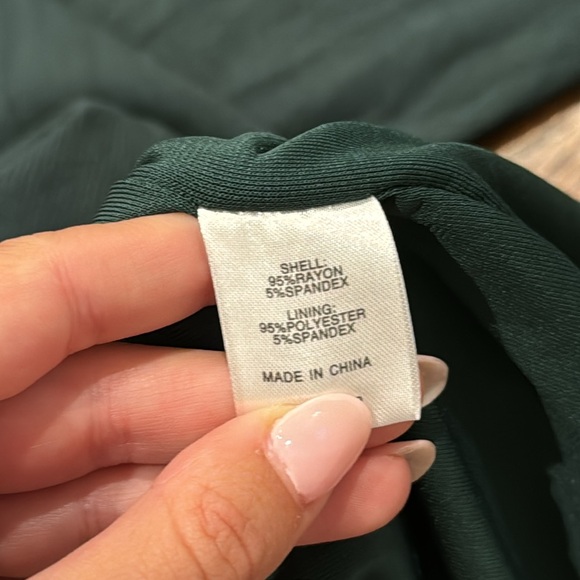 SHELL:
95%RAYON
5%SPANDEX
LINING:
95%POLYESTER
5%SPANDEX
MADE IN CHINA